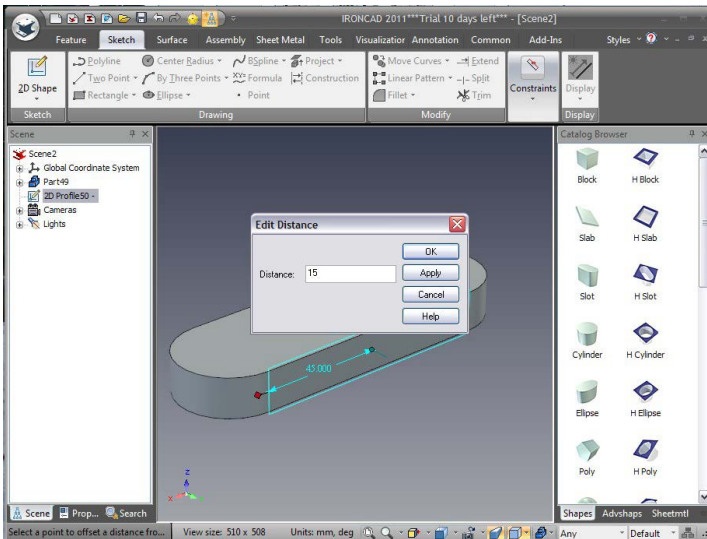 IRONCAD 2011***Trial 10 days left*** - [Scene2]
Feature Sketch Surface Assembly Sheet Metal Tools Visualization Annotation Common Add-Ins Styles
2D Shape
Polyline Center Radius BSpline Project
Two Point By Three Points Formula Construction
Rectangle Ellipse Point
Move Curves Extend
Linear Pattern Split
Fillet Trim
Constraints
Display
Sketch Drawing Modify Display
Scene
Scene2
Global Coordinate System
Part49
2D Profile50 -
Cameras
Lights
Edit Distance
Distance: 15
OK
Apply
Cancel
Help
45.000
Z
Catalog Browser
Block H Block
Slab H Slab
Slot H Slot
Cylinder H Cylinder
Ellipse H Ellipse
Poly H Poly
Scene Prop... Search
Shapes Advshaps Sheetmtl
Select a point to offset a distance fro... View size: 510 x 508 Units: mm, deg Any Default